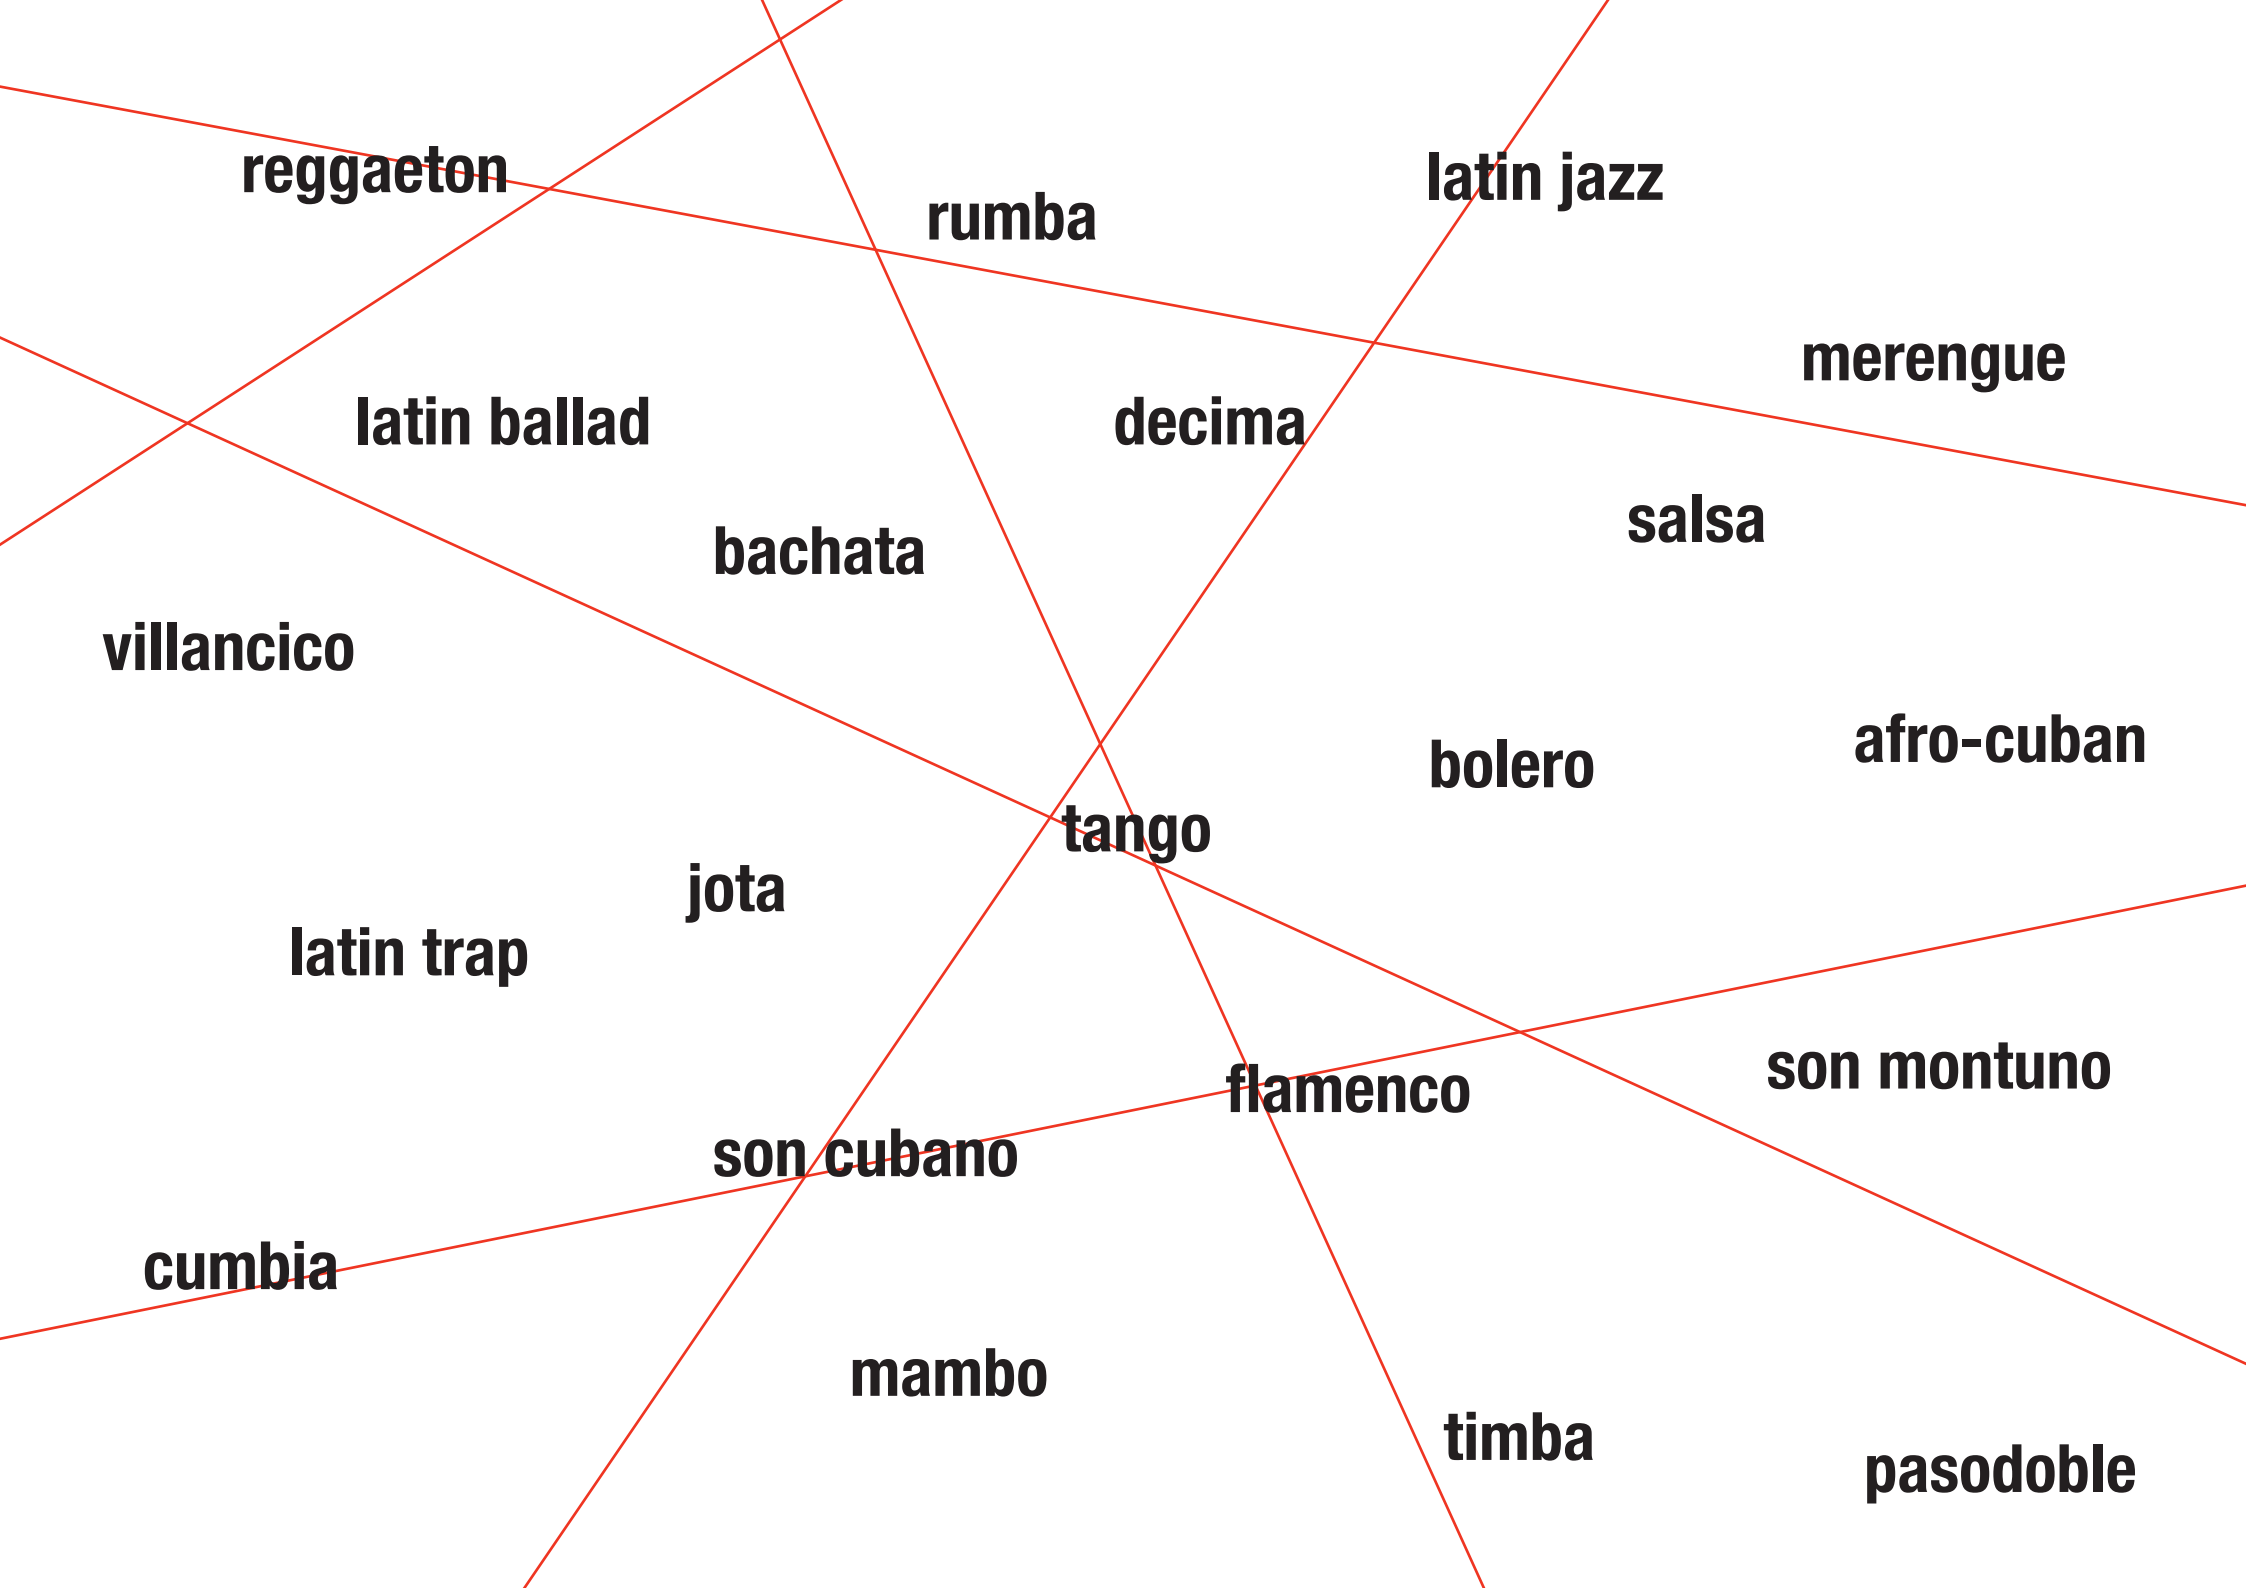 reggaeton
latin jazz
rumba
merengue
latin ballad
decima
salsa
bachata
villancico
afro-cuban
bolero
tango
jota
latin trap
son montuno
flamenco
son cubano
cumbia
mambo
timba
pasodoble